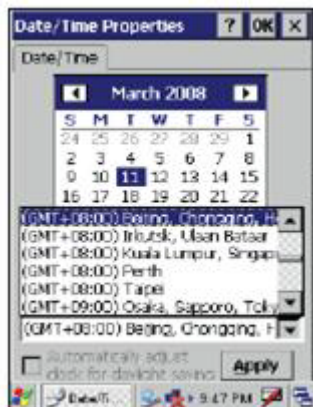 Date/Time Properties ? OK ×
Date/Time
March 2008
S M T W T F S
24 25 26 27 28 29 1
2 3 4 5 6 7 8
9 10 11 12 13 14 15
16 17 18 19 20 21 22
(GMT+08:00) Beijing, Chongqing, H
(GMT+08:00) Irkutsk, Ulaan Bataar
(GMT+08:00) Kuala Lumpur, Singap
(GMT+08:00) Perth
(GMT+08:00) Taipei
(GMT+09:00) Osaka, Sapporo, Toky
(GMT+08:00) Beijing, Chongqing, H
Automatically adjust
clock for daylight saving
Apply
Date/Ti... 9:47 PM